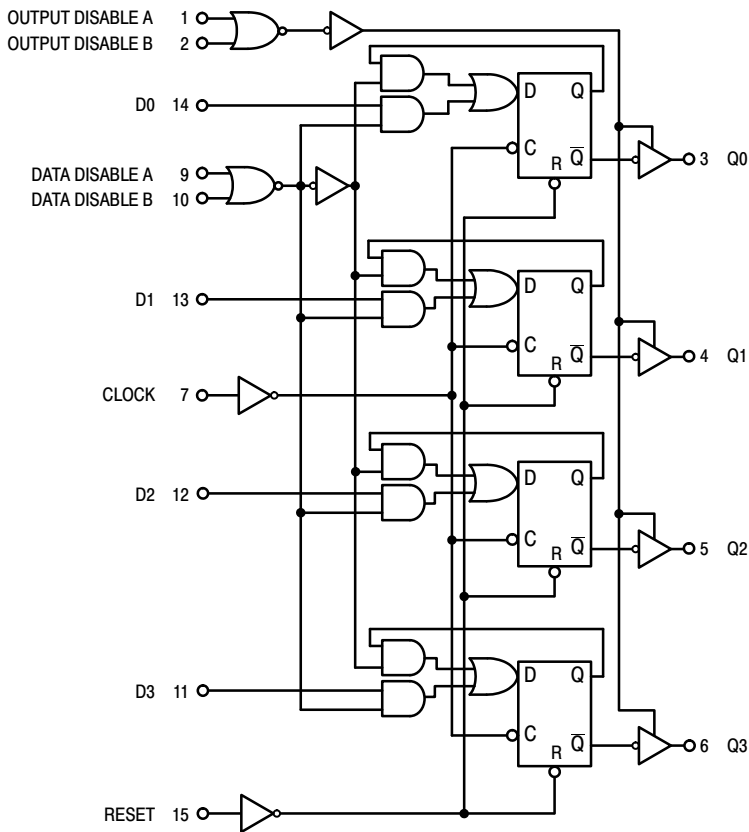 OUTPUT DISABLE A 1
OUTPUT DISABLE B 2
D Q
D0 14
C Q̅ 3 Q0
R
DATA DISABLE A 9
DATA DISABLE B 10
D Q
D1 13
C Q̅ 4 Q1
R
CLOCK 7
D Q
D2 12
C Q̅ 5 Q2
R
D Q
D3 11
C Q̅ 6 Q3
R
RESET 15